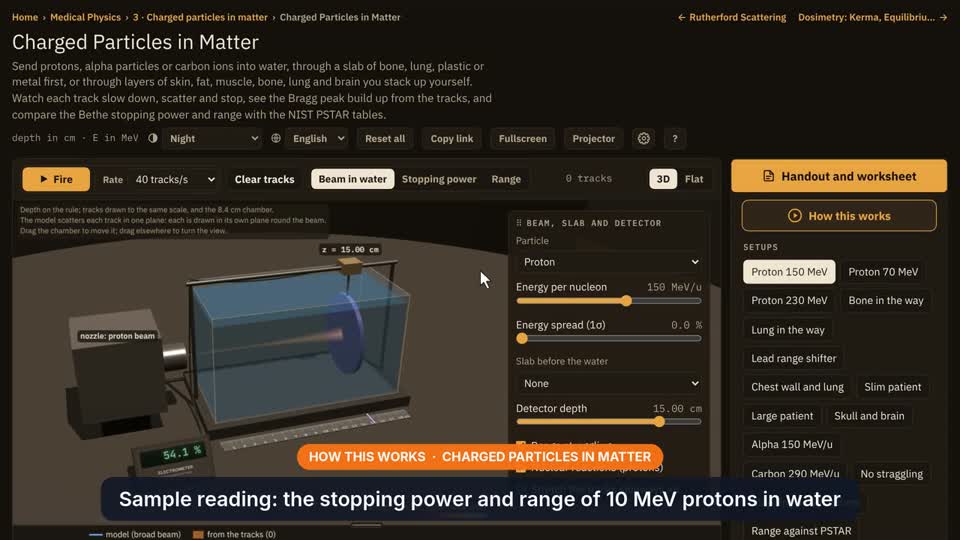 Home › Medical Physics › 3 · Charged particles in matter › Charged Particles in Matter
← Rutherford Scattering Dosimetry: Kerma, Equilibriu... →
Charged Particles in Matter
Send protons, alpha particles or carbon ions into water, through a slab of bone, lung, plastic or
metal first, or through layers of skin, fat, muscle, bone, lung and brain you stack up yourself.
Watch each track slow down, scatter and stop, see the Bragg peak build up from the tracks, and
compare the Bethe stopping power and range with the NIST PSTAR tables.
depth in cm · E in MeV Night English Reset all Copy link Fullscreen Projector ?
Fire Rate 40 tracks/s Clear tracks Beam in water Stopping power Range 0 tracks 3D Flat
Depth on the rule; tracks drawn to the same scale, and the 8.4 cm chamber.
The model scatters each track in one plane: each is drawn in its own plane round the beam.
Drag the chamber to move it; drag elsewhere to turn the view.
z = 15.00 cm
nozzle: proton beam
54.1 %
ELECTROMETER
BEAM, SLAB AND DETECTOR
Particle
Proton
Energy per nucleon 150 MeV/u
Energy spread (1σ) 0.0 %
Slab before the water
None
Detector depth 15.00 cm
Handout and worksheet
How this works
SETUPS
Proton 150 MeV Proton 70 MeV
Proton 230 MeV Bone in the way
Lung in the way
Lead range shifter
Chest wall and lung Slim patient
Large patient Skull and brain
Alpha 150 MeV/u
Carbon 290 MeV/u No straggling
Range against PSTAR
HOW THIS WORKS · CHARGED PARTICLES IN MATTER
Sample reading: the stopping power and range of 10 MeV protons in water
model (broad beam) from the tracks (0)